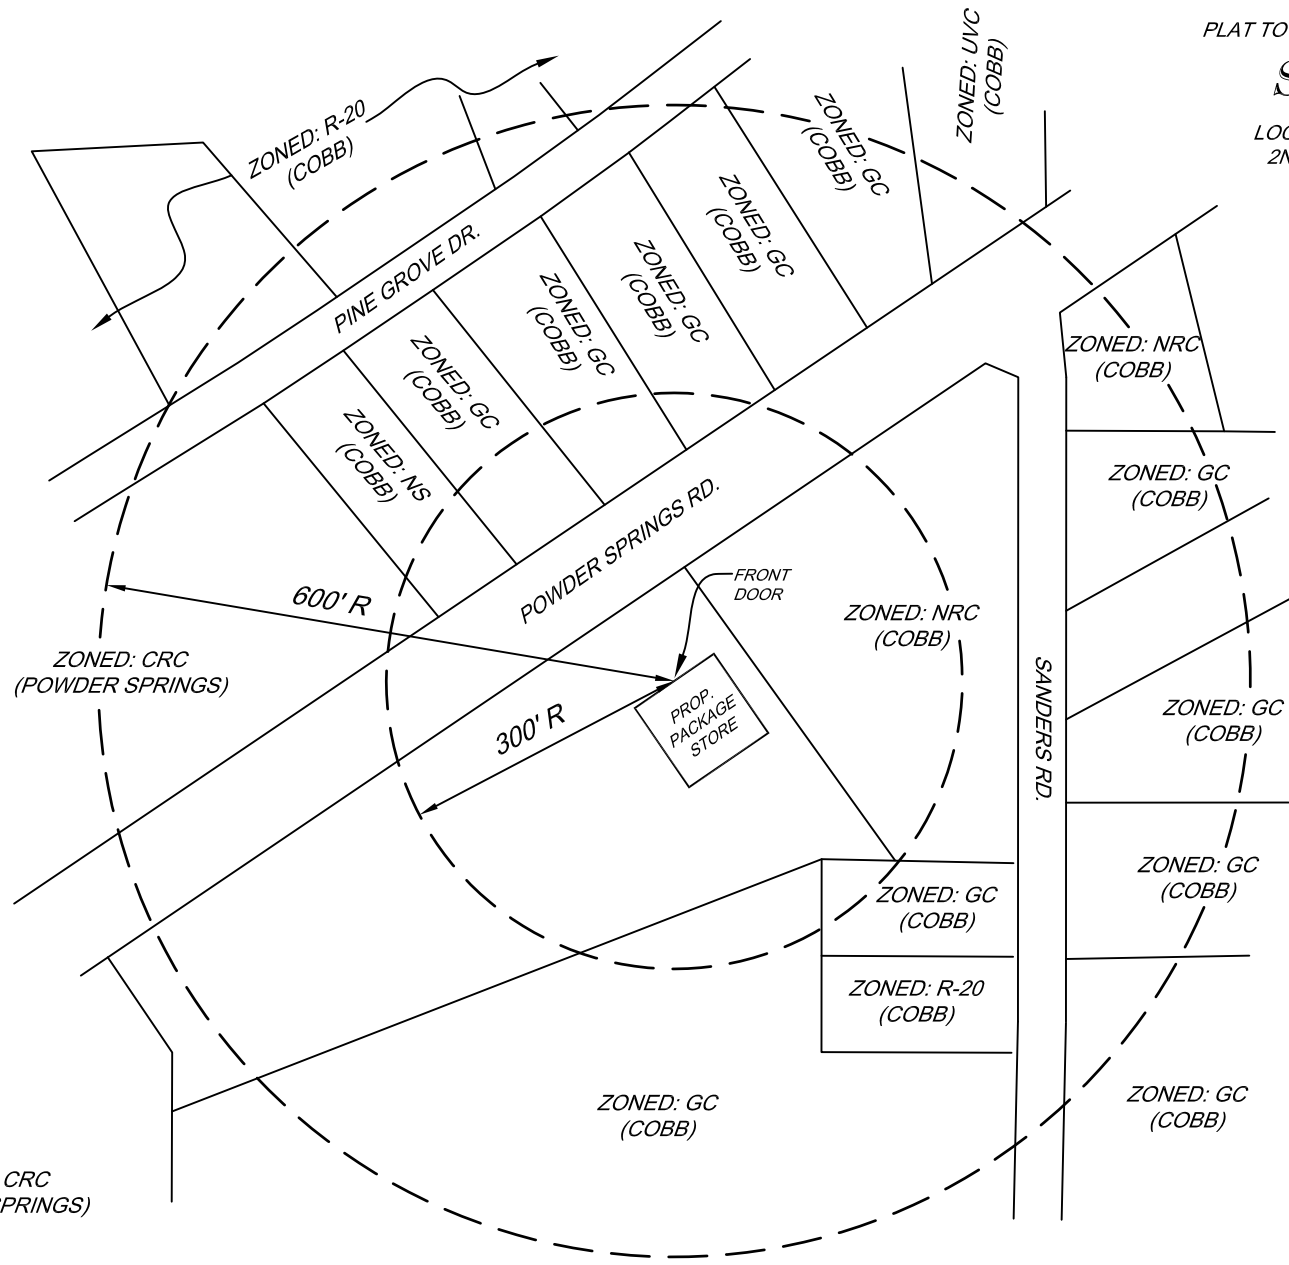 PLAT TO
S
LOC
2N
ZONED: UVC
(COBB)
ZONED: R-20
(COBB)
ZONED: GC
(COBB)
ZONED: GC
(COBB)
ZONED: GC
(COBB)
ZONED: GC
(COBB)
ZONED: GC
(COBB)
ZONED: NS
(COBB)
PINE GROVE DR.
ZONED: NRC
(COBB)
ZONED: GC
(COBB)
POWDER SPRINGS RD.
FRONT
DOOR
600' R
ZONED: NRC
(COBB)
ZONED: CRC
(POWDER SPRINGS)
PROP.
PACKAGE
STORE
300' R
SANDERS RD.
ZONED: GC
(COBB)
ZONED: GC
(COBB)
ZONED: GC
(COBB)
ZONED: R-20
(COBB)
ZONED: GC
(COBB)
ZONED: GC
(COBB)
CRC
SPRINGS)